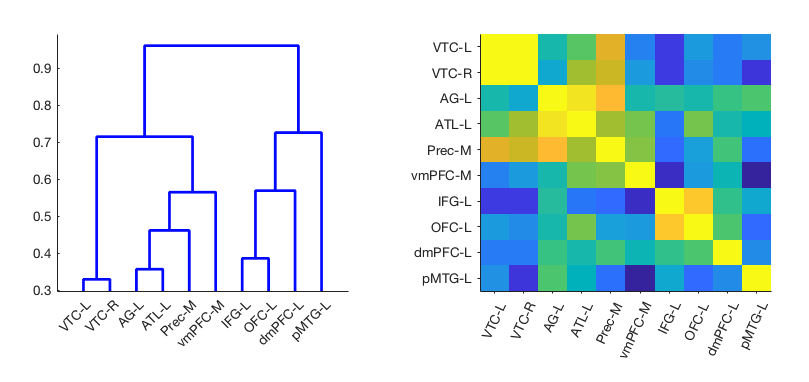 0.9
0.8
0.7
0.6
0.5
0.4
0.3
VTC-L
VTC-R
AG-L
ATL-L
Prec-M
vmPFC-M
IFG-L
OFC-L
dmPFC-L
pMTG-L
VTC-L
VTC-R
AG-L
ATL-L
Prec-M
vmPFC-M
IFG-L
OFC-L
dmPFC-L
pMTG-L
VTC-L
VTC-R
AG-L
ATL-L
Prec-M
vmPFC-M
IFG-L
OFC-L
dmPFC-L
pMTG-L